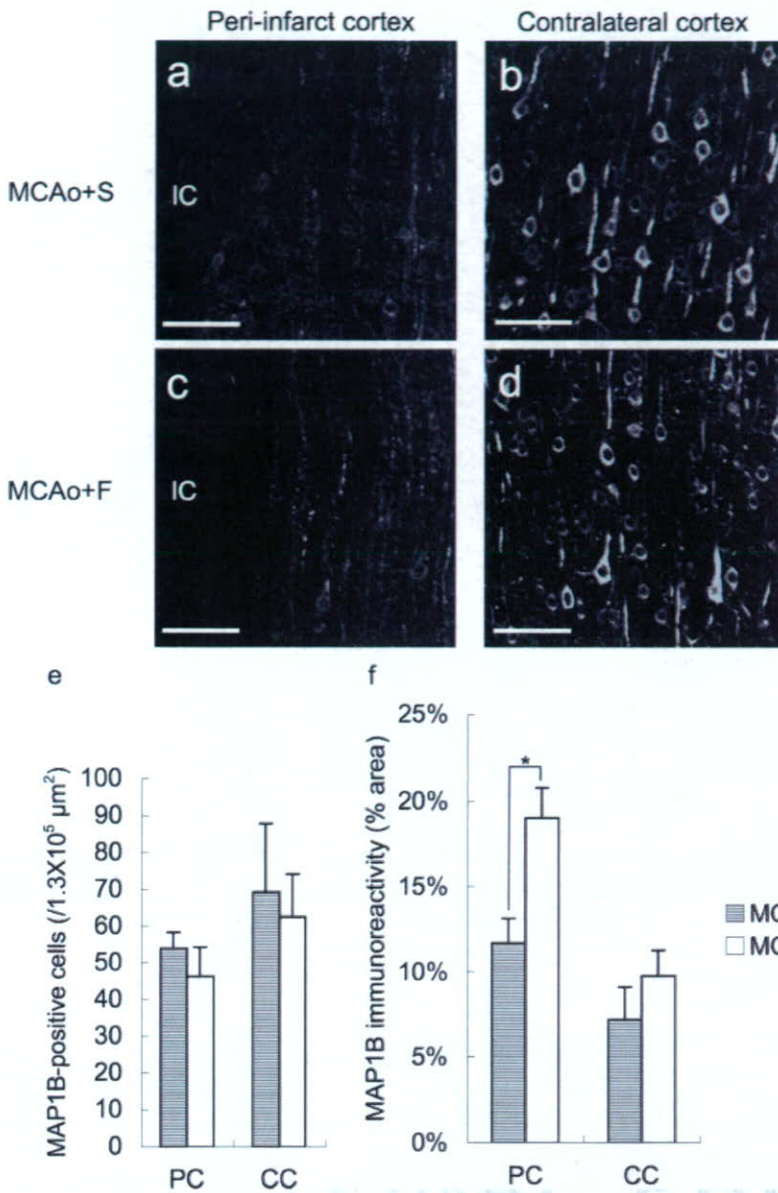 Peri-infarct cortex Contralateral cortex
a b
MCAo+S IC
c d
MCAo+F IC
e f
MAP1B-positive cells (/1.3X10⁵ µm²)
100
90
80
70
60
50
40
30
20
10
0
PC CC
MAP1B immunoreactivity (% area)
25%
20%
15%
10%
5%
0%
*
PC CC
MC
MC